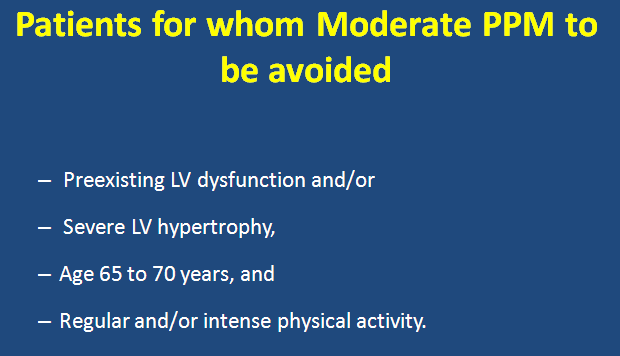 Patients for whom Moderate PPM to
be avoided
– Preexisting LV dysfunction and/or
– Severe LV hypertrophy,
– Age 65 to 70 years, and
– Regular and/or intense physical activity.